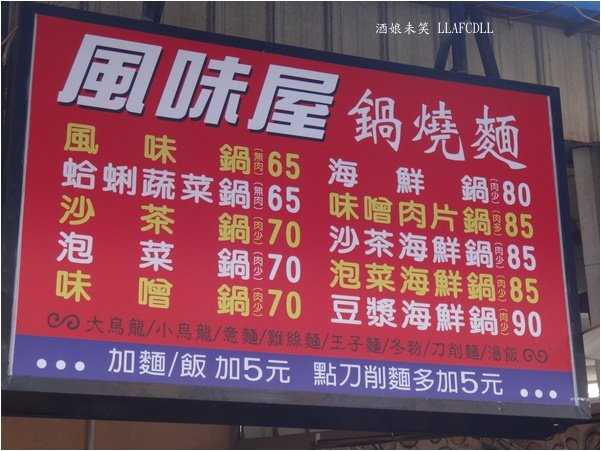 酒娘未笑 LLAFCDLL
風味屋 鍋燒麵
風味鍋(無肉)65
蛤蜊蔬菜鍋(無肉)65
沙茶鍋(肉少)70
泡菜鍋(肉少)70
味噌鍋(肉少)70
海鮮鍋(肉少)80
味噌肉片鍋(肉多)85
沙茶海鮮鍋(肉少)85
泡菜海鮮鍋(肉少)85
豆漿海鮮鍋(肉少)90
大烏龍/小烏龍/意麵/雞絲麵/王子麵/冬粉/刀削麵/湯飯
••• 加麵/飯 加5元 點刀削麵多加5元 •••